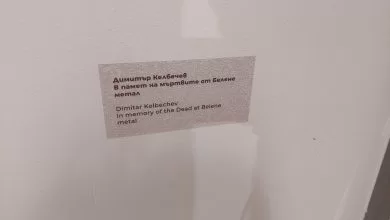 Димитър Келбечев
В памет на мъртвите от Белене
метал
Dimitar Kelbechev
In memory of the Dead at Belene
metal